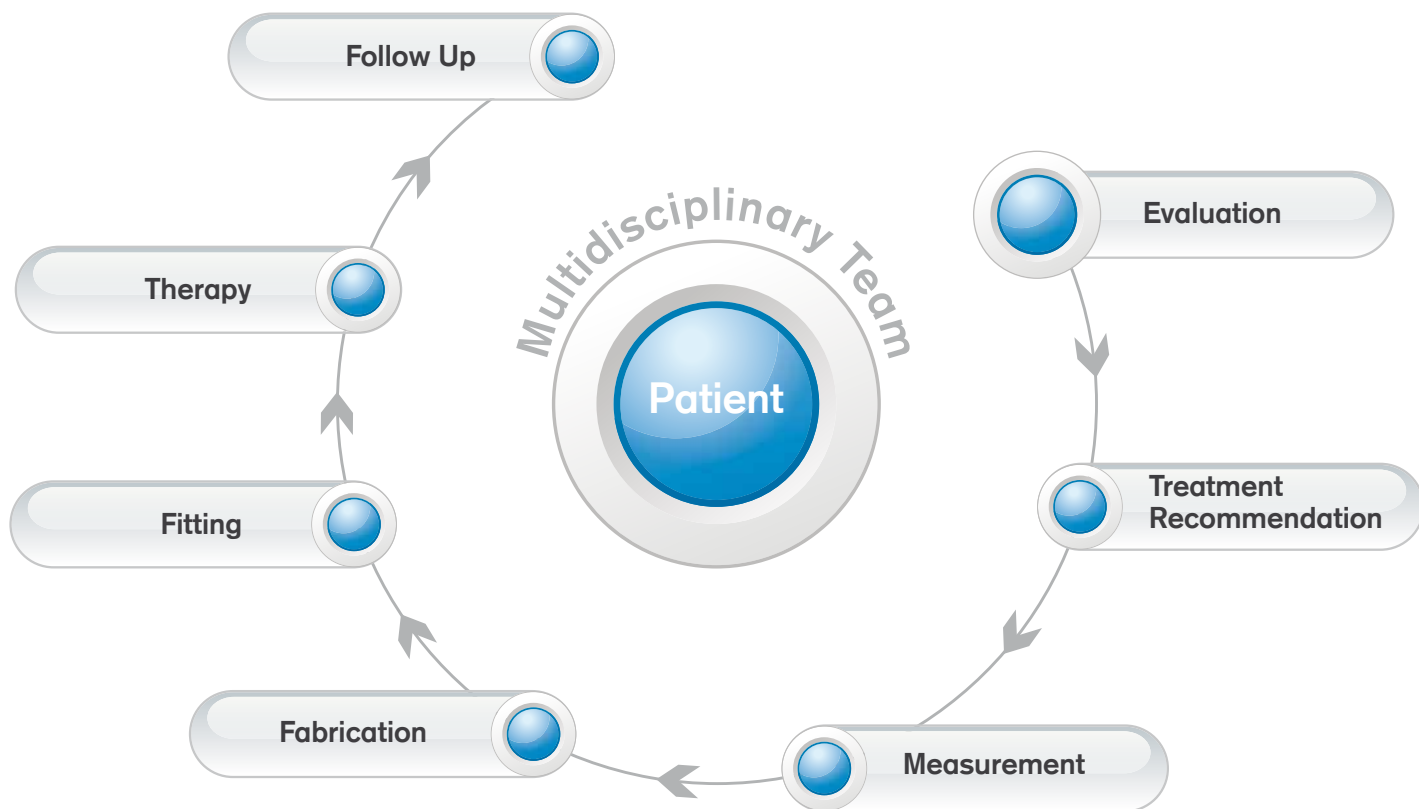 Follow Up
Multidisciplinary Team
Evaluation
Therapy
Patient
Treatment
Recommendation
Fitting
Fabrication
Measurement